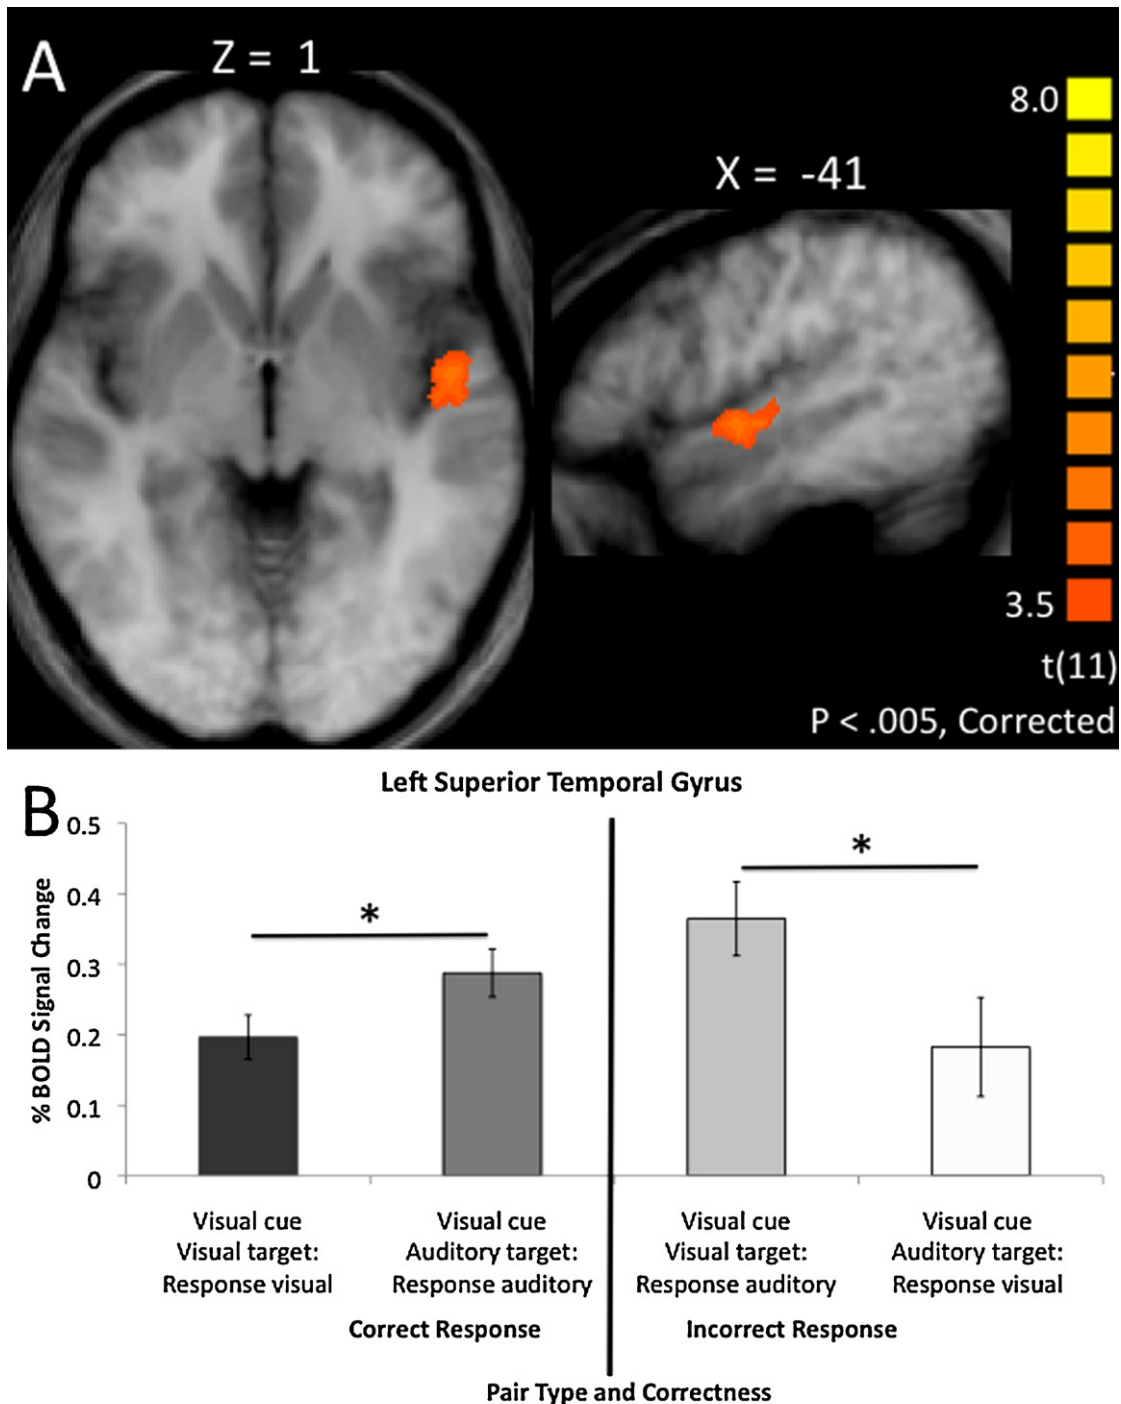 A
Z = 1
X = -41
8.0
3.5
t(11)
P < .005, Corrected
Left Superior Temporal Gyrus
B
% BOLD Signal Change
0.5
0.4
0.3
0.2
0.1
0
*
*
Visual cue
Visual target:
Response visual
Visual cue
Auditory target:
Response auditory
Visual cue
Visual target:
Response auditory
Visual cue
Auditory target:
Response visual
Correct Response
Incorrect Response
Pair Type and Correctness